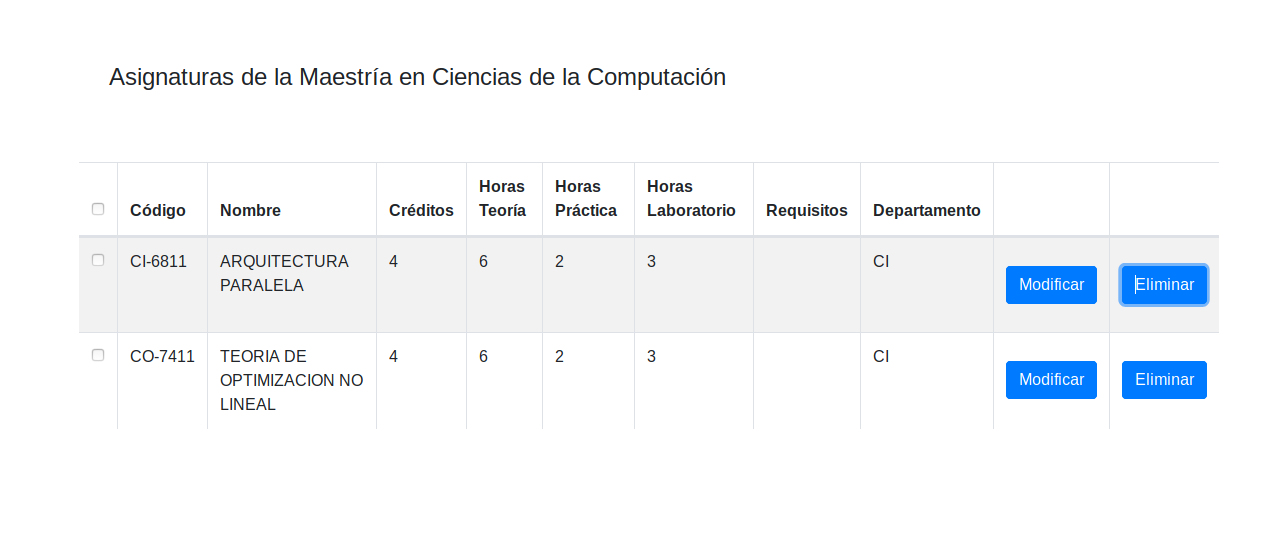 Asignaturas de la Maestría en Ciencias de la Computación
Código Nombre Créditos Horas Teoría Horas Práctica Horas Laboratorio Requisitos Departamento
CI-6811 ARQUITECTURA PARALELA 4 6 2 3 CI Modificar Eliminar
CO-7411 TEORIA DE OPTIMIZACION NO LINEAL 4 6 2 3 CI Modificar Eliminar